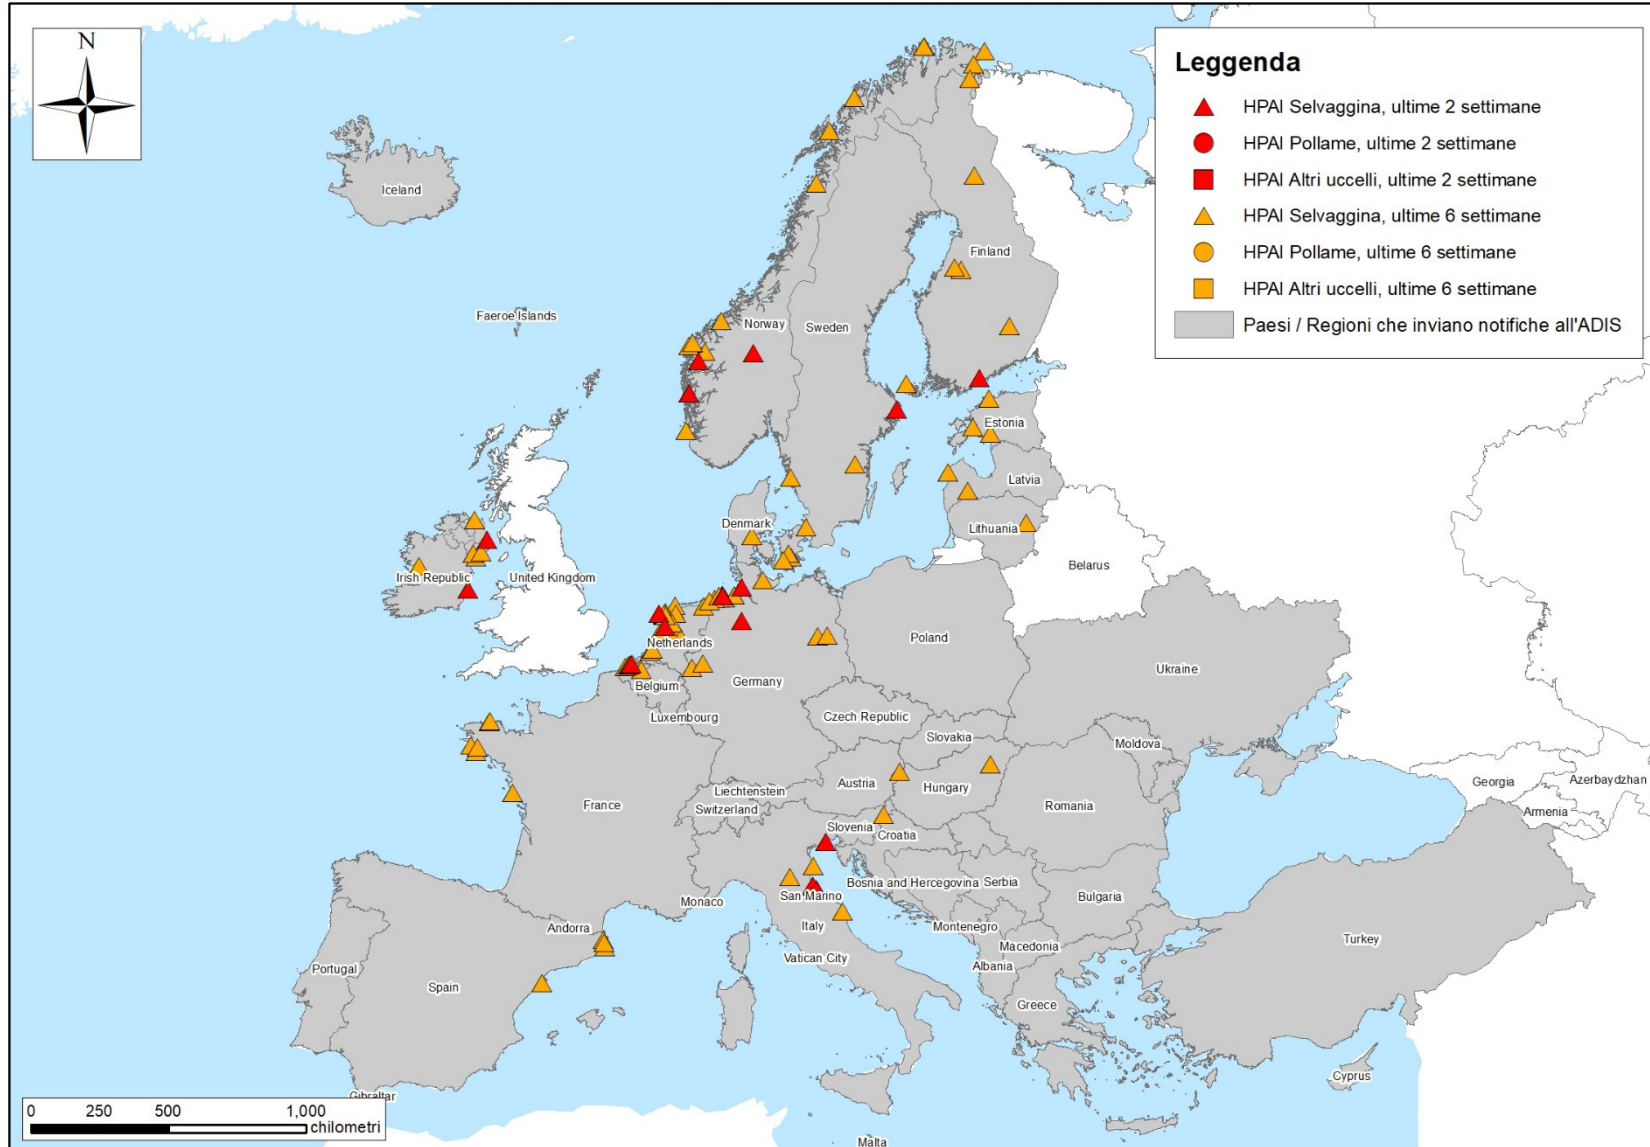 N
Leggenda
HPAI Selvaggina, ultime 2 settimane
HPAI Pollame, ultime 2 settimane
HPAI Altri uccelli, ultime 2 settimane
HPAI Selvaggina, ultime 6 settimane
HPAI Pollame, ultime 6 settimane
HPAI Altri uccelli, ultime 6 settimane
Paesi / Regioni che inviano notifiche all'ADIS
Iceland
Finland
Faeroe Islands
Norway
Sweden
Estonia
Latvia
Denmark
Lithuania
Belarus
Irish Republic
United Kingdom
Netherlands
Poland
Ukraine
Belgium
Germany
Luxembourg
Czech Republic
Slovakia
Moldova
Austria
Hungary
Georgia
Azerbaydzhan
Liechtenstein
Switzerland
France
Romania
Armenia
Slovenia
Croatia
Bosnia and Hercegovina
Serbia
San Marino
Monaco
Bulgaria
Andorra
Italy
Montenegro
Macedonia
Turkey
Vatican City
Albania
Portugal
Spain
Greece
Cyprus
Gibraltar
0 250 500 1,000
chilometri
Malta